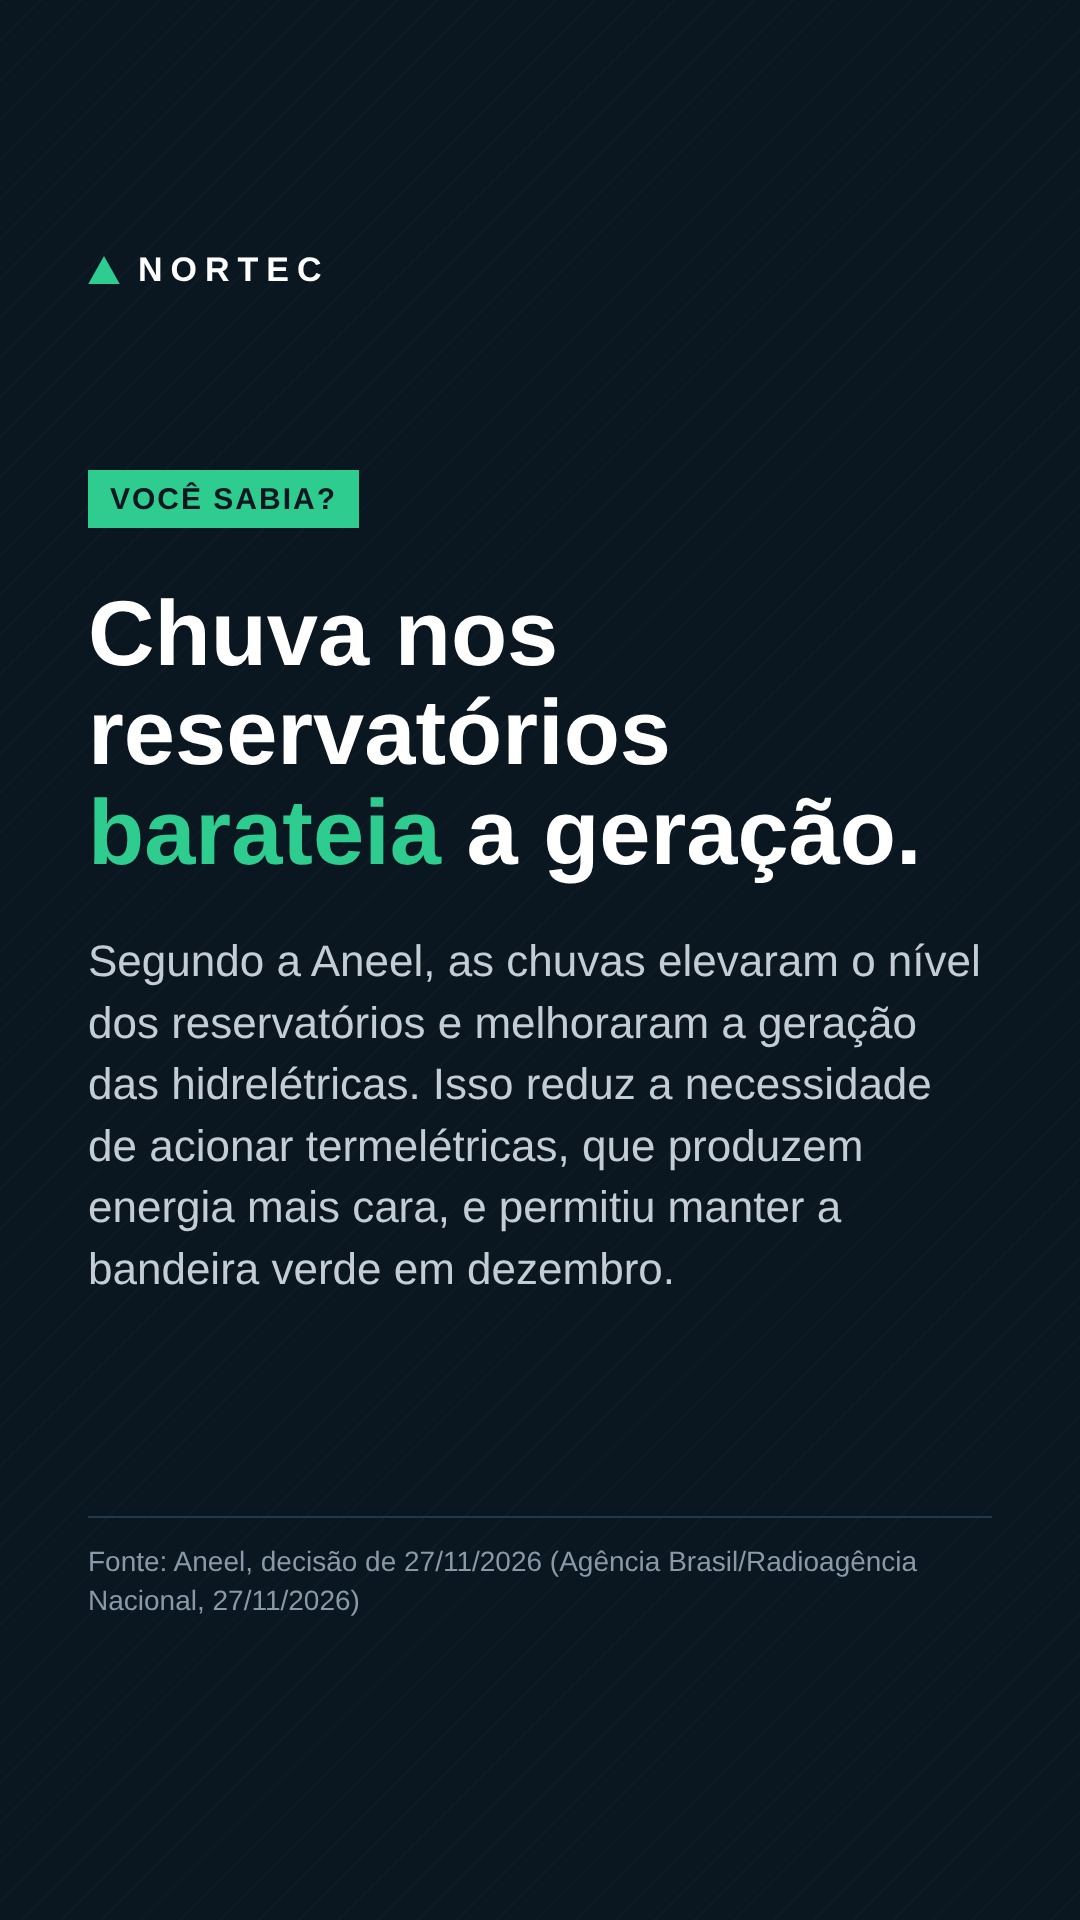 NORTEC
VOCÊ SABIA?
Chuva nos
reservatórios
barateia a geração.
Segundo a Aneel, as chuvas elevaram o nível
dos reservatórios e melhoraram a geração
das hidrelétricas. Isso reduz a necessidade
de acionar termelétricas, que produzem
energia mais cara, e permitiu manter a
bandeira verde em dezembro.
Fonte: Aneel, decisão de 27/11/2026 (Agência Brasil/Radioagência
Nacional, 27/11/2026)